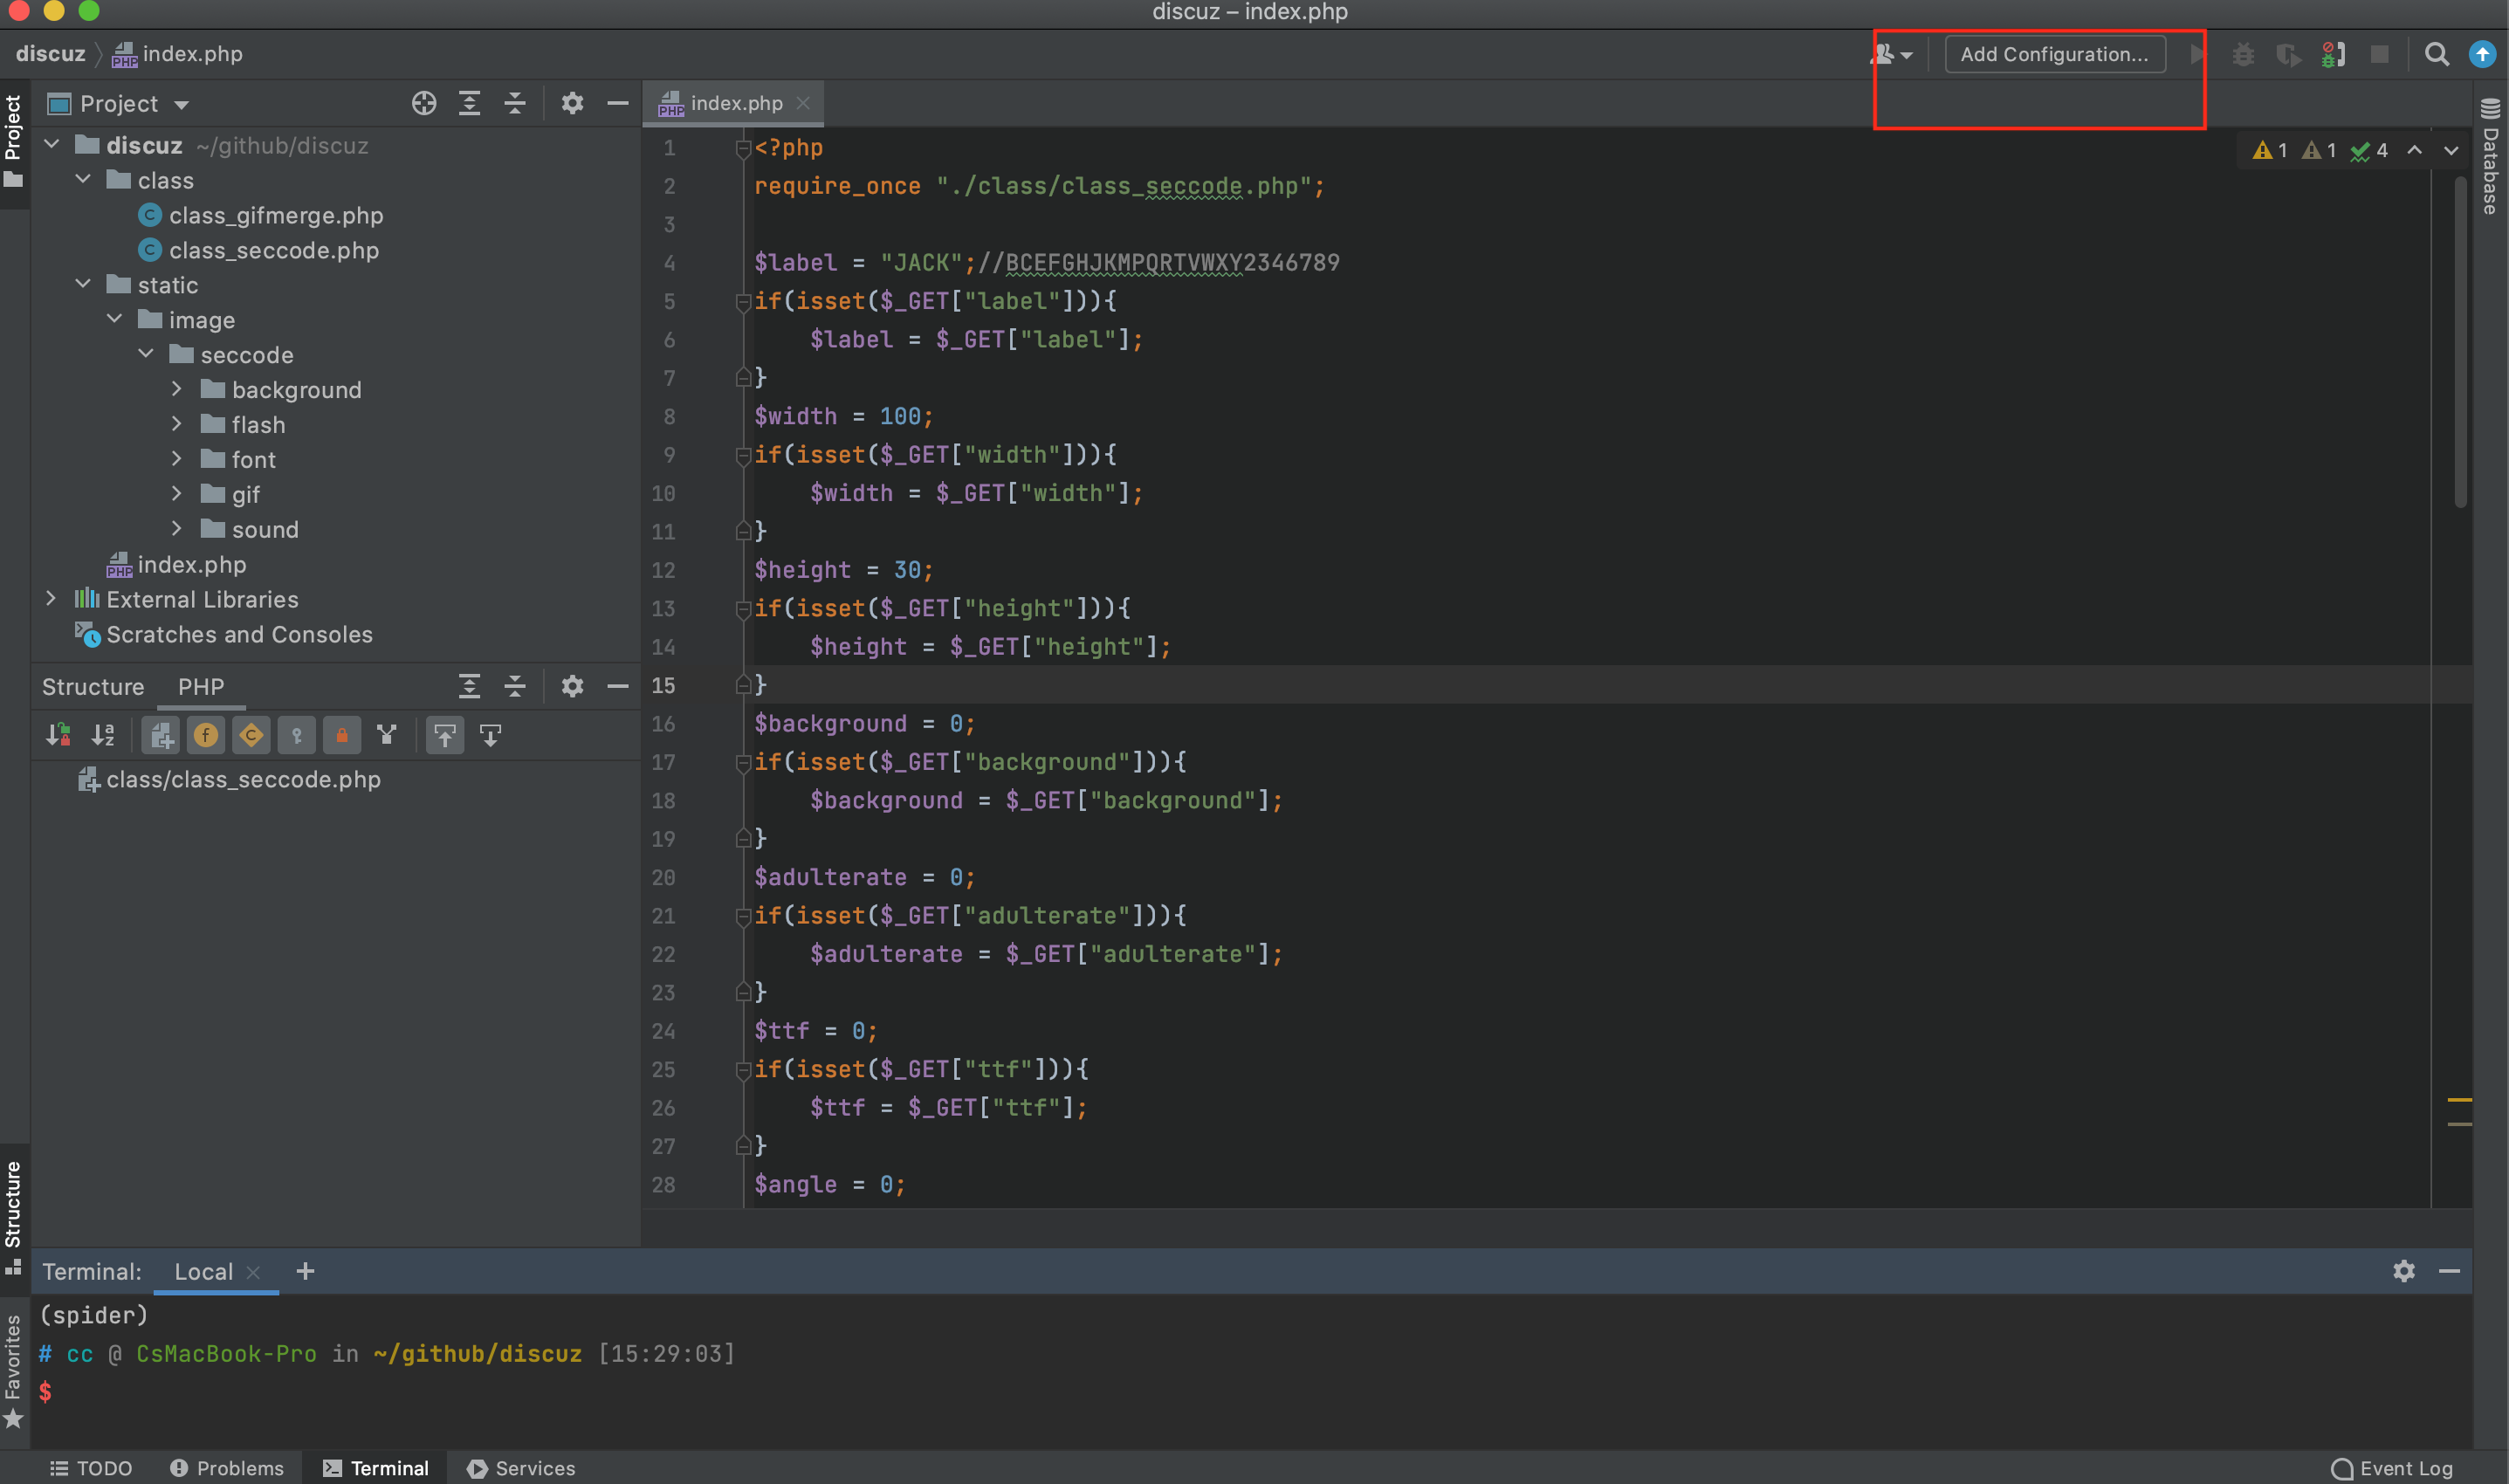 discuz – index.php
discuz index.php
Add Configuration...
Project
index.php
Project
discuz ~/github/discuz
class
class_gifmerge.php
class_seccode.php
static
image
seccode
background
flash
font
gif
sound
index.php
External Libraries
Scratches and Consoles
Structure PHP
class/class_seccode.php
1 <?php
2 require_once "./class/class_seccode.php";
3
4 $label = "JACK";//BCEFGHJKMPQRTVWXY2346789
5 if(isset($_GET["label"])){
6 $label = $_GET["label"];
7 }
8 $width = 100;
9 if(isset($_GET["width"])){
10 $width = $_GET["width"];
11 }
12 $height = 30;
13 if(isset($_GET["height"])){
14 $height = $_GET["height"];
15 }
16 $background = 0;
17 if(isset($_GET["background"])){
18 $background = $_GET["background"];
19 }
20 $adulterate = 0;
21 if(isset($_GET["adulterate"])){
22 $adulterate = $_GET["adulterate"];
23 }
24 $ttf = 0;
25 if(isset($_GET["ttf"])){
26 $ttf = $_GET["ttf"];
27 }
28 $angle = 0;
1 1 4
Database
Structure
Favorites
Terminal: Local
(spider)
# cc @ CsMacBook-Pro in ~/github/discuz [15:29:03]
$
TODO Problems Terminal Services
Event Log